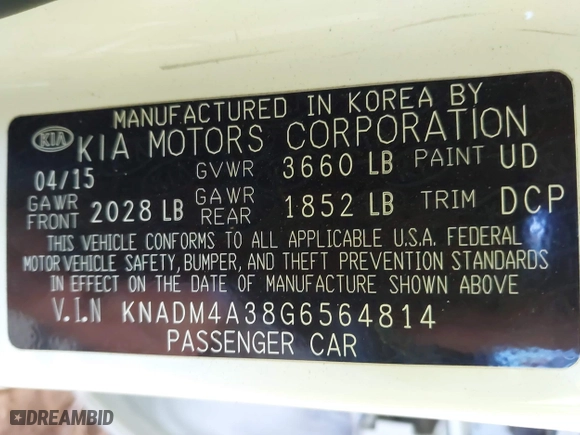 MANUFACTURED IN KOREA BY
KIA KIA MOTORS CORPORATION
04/15 GVWR 3660 LB PAINT UD
GAWR FRONT 2028 LB GAWR REAR 1852 LB TRIM DCP
THIS VEHICLE CONFORMS TO ALL APPLICABLE U.S.A. FEDERAL
MOTOR VEHICLE SAFETY, BUMPER, AND THEFT PREVENTION STANDARDS
IN EFFECT ON THE DATE OF MANUFACTURE SHOWN ABOVE
V.I.N KNADM4A38G6564814
PASSENGER CAR
DREAMBID